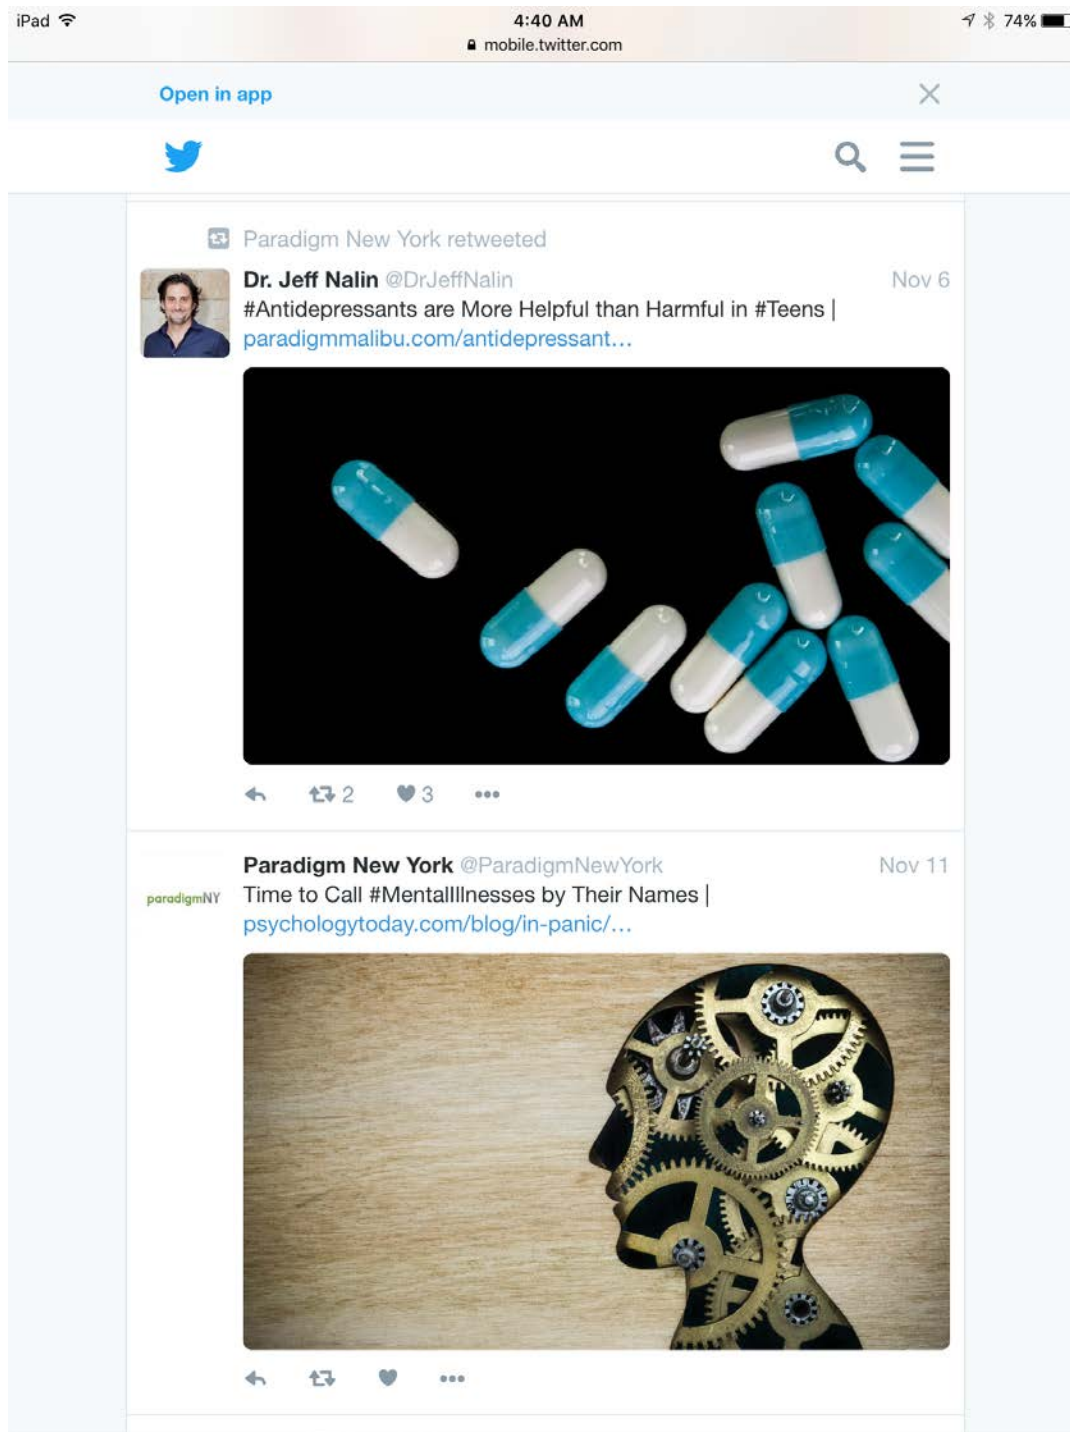 iPad 4:40 AM 74%
mobile.twitter.com
Open in app
Paradigm New York retweeted
Dr. Jeff Nalin @DrJeffNalin Nov 6
#Antidepressants are More Helpful than Harmful in #Teens |
paradigmmalibu.com/antidepressant…
2 3
Paradigm New York @ParadigmNewYork Nov 11
paradigmNY
Time to Call #MentalIllnesses by Their Names |
psychologytoday.com/blog/in-panic/…